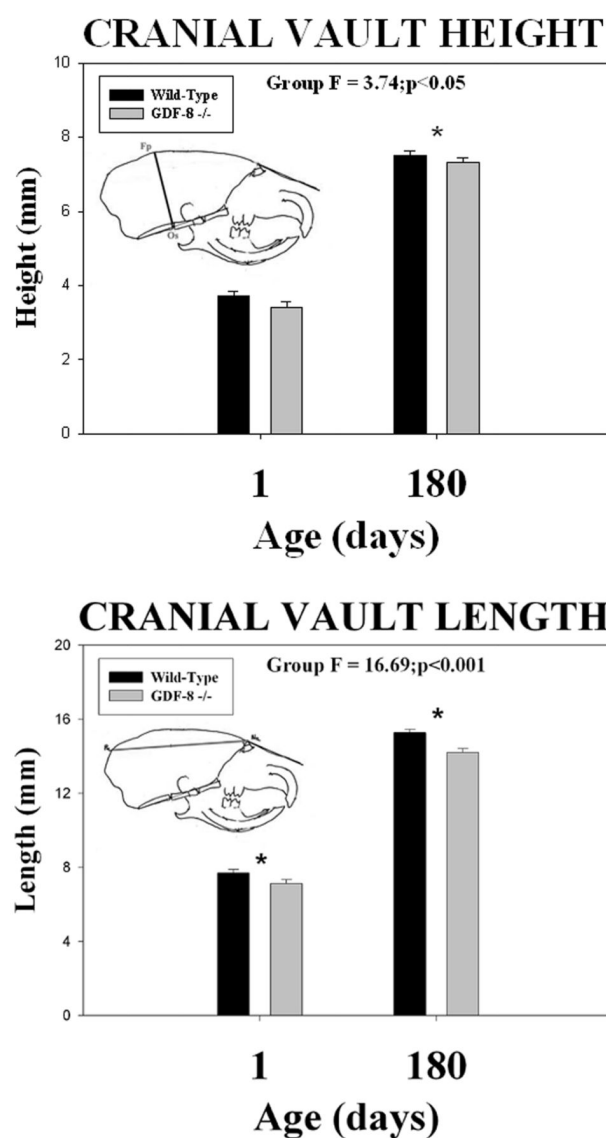 CRANIAL VAULT HEIGHT
10
8
6
4
2
0
Height (mm)
Wild-Type
GDF-8 -/-
Group F = 3.74;p<0.05
*
Fp
Os
1
180
Age (days)
CRANIAL VAULT LENGTH
20
16
12
8
4
0
Length (mm)
Wild-Type
GDF-8 -/-
Group F = 16.69;p<0.001
*
*
1
180
Age (days)